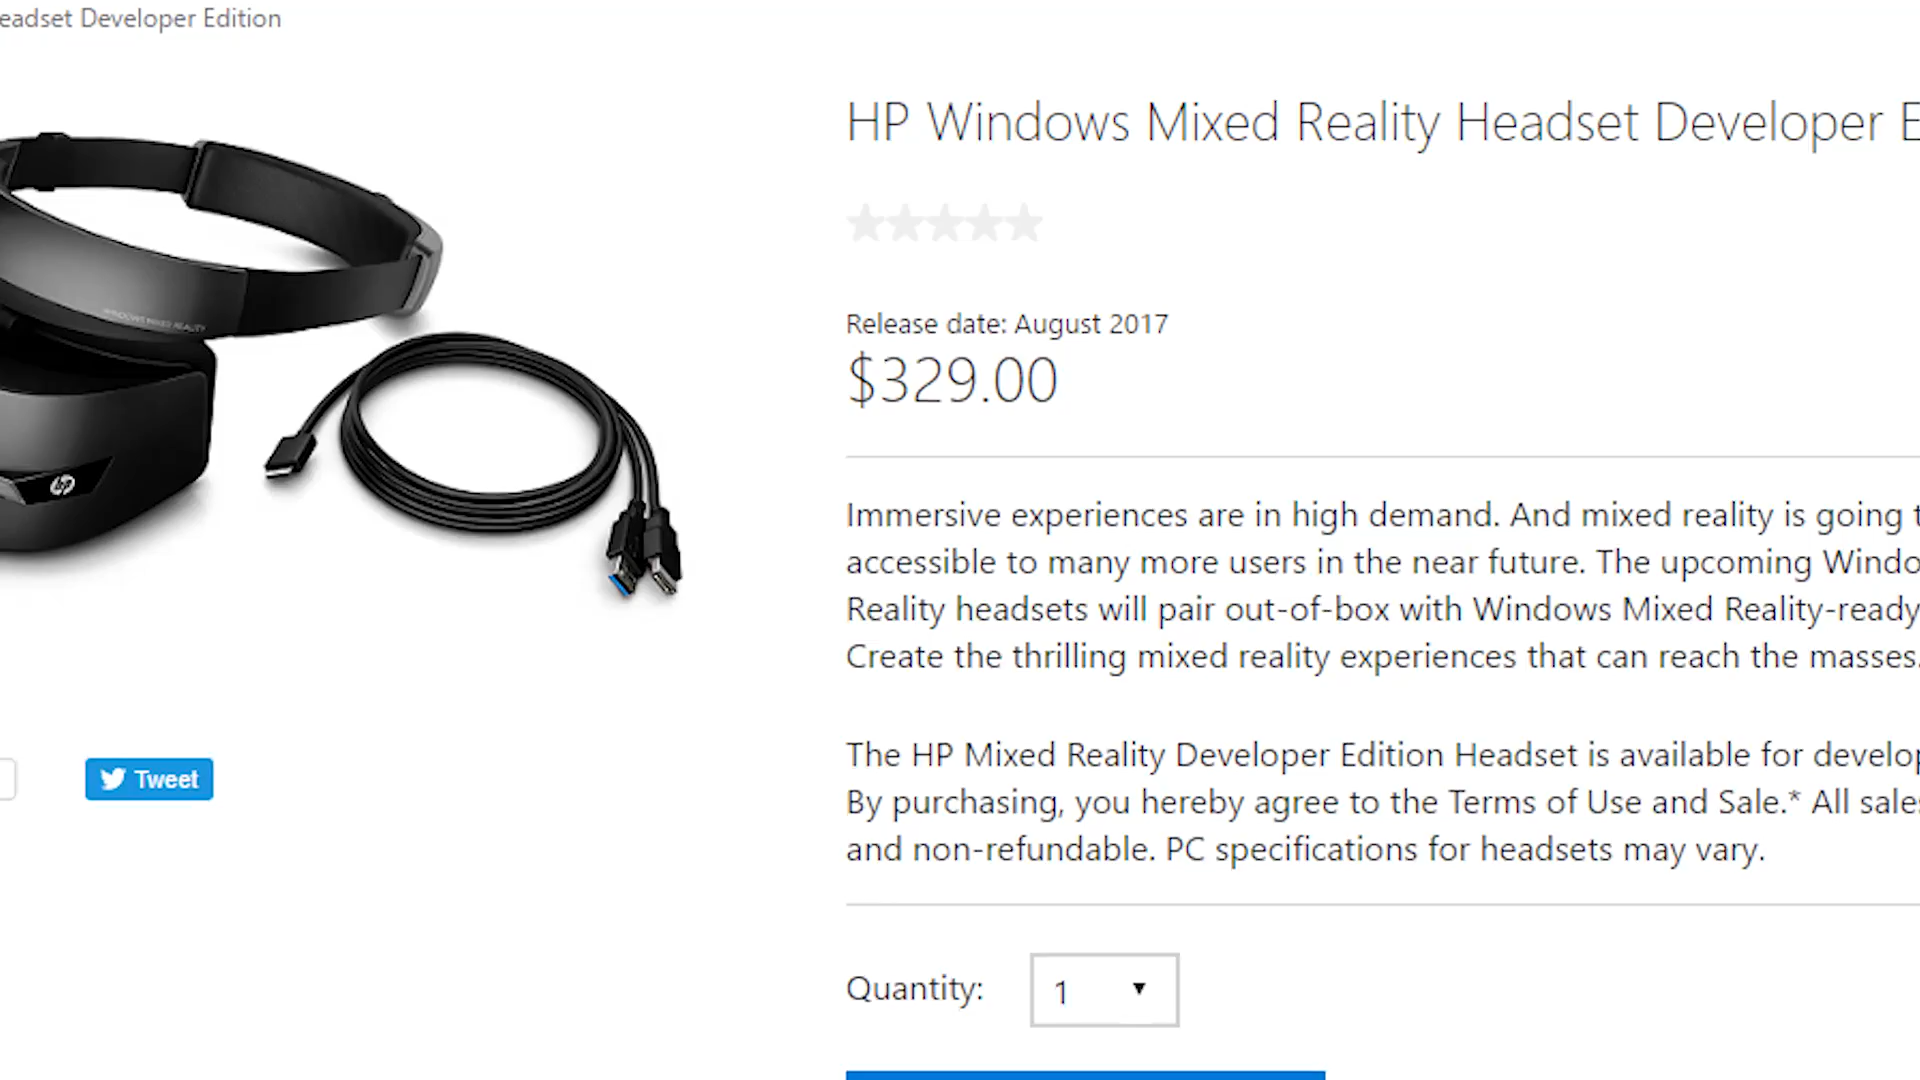 eadset Developer Edition
HP Windows Mixed Reality Headset Developer E
Release date: August 2017
$329.00
WINDOWS MIXED REALITY
hp
Immersive experiences are in high demand. And mixed reality is going t
accessible to many more users in the near future. The upcoming Windo
Reality headsets will pair out-of-box with Windows Mixed Reality-ready
Create the thrilling mixed reality experiences that can reach the masses.
The HP Mixed Reality Developer Edition Headset is available for develop
By purchasing, you hereby agree to the Terms of Use and Sale.* All sales
and non-refundable. PC specifications for headsets may vary.
Tweet
Quantity: 1